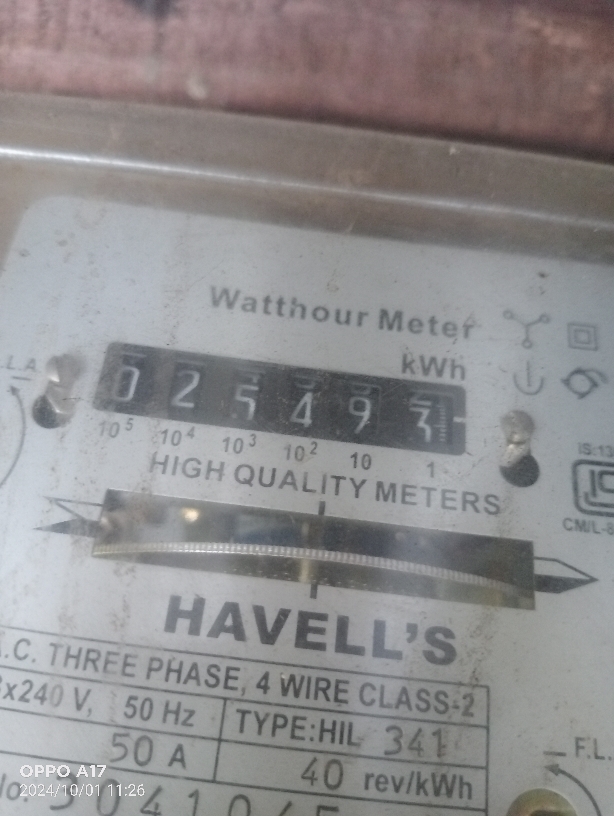 Watthour Meter
kWh
L.A.
0 2 5 4 9 3
10⁵ 10⁴ 10³ 10² 10 1
HIGH QUALITY METERS
IS:13
CM/L-8
HAVELL'S
A.C. THREE PHASE, 4 WIRE CLASS-2
3x240 V, 50 Hz TYPE:HIL 341
50 A 40 rev/kWh
F.L.
OPPO A17
2024/10/01 11:26